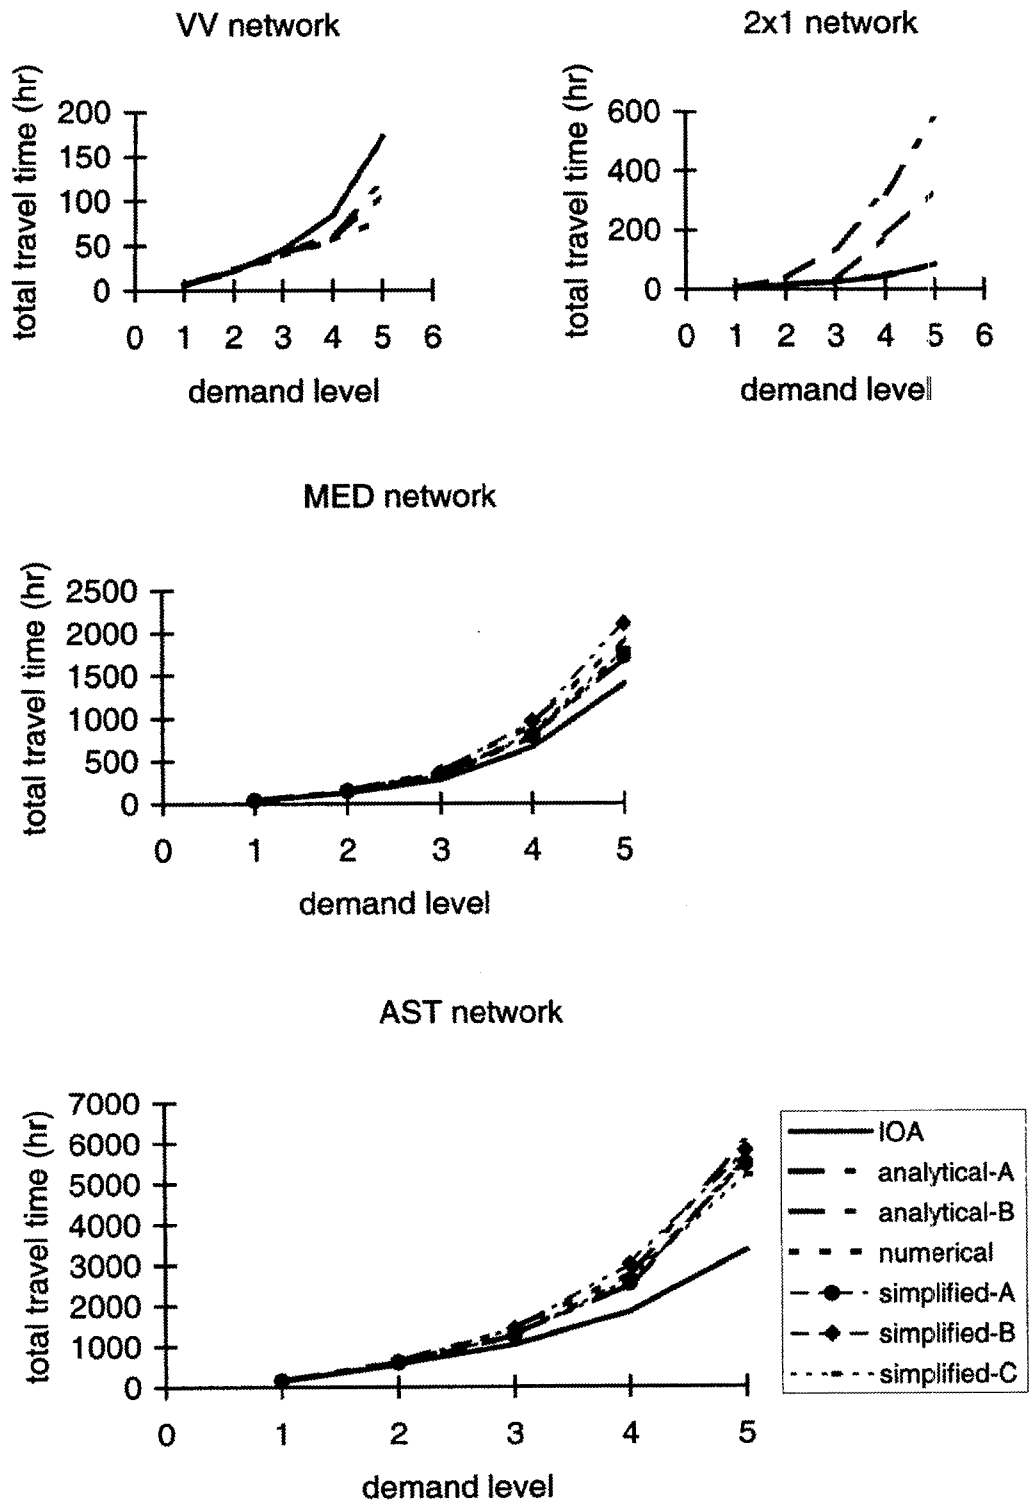 VV network
total travel time (hr)
200
150
100
50
0
0 1 2 3 4 5 6
demand level
2x1 network
total travel time (hr)
600
400
200
0
0 1 2 3 4 5 6
demand level
MED network
total travel time (hr)
2500
2000
1500
1000
500
0
0 1 2 3 4 5
demand level
AST network
total travel time (hr)
7000
6000
5000
4000
3000
2000
1000
0
0 1 2 3 4 5
demand level
IOA
analytical-A
analytical-B
numerical
simplified-A
simplified-B
simplified-C